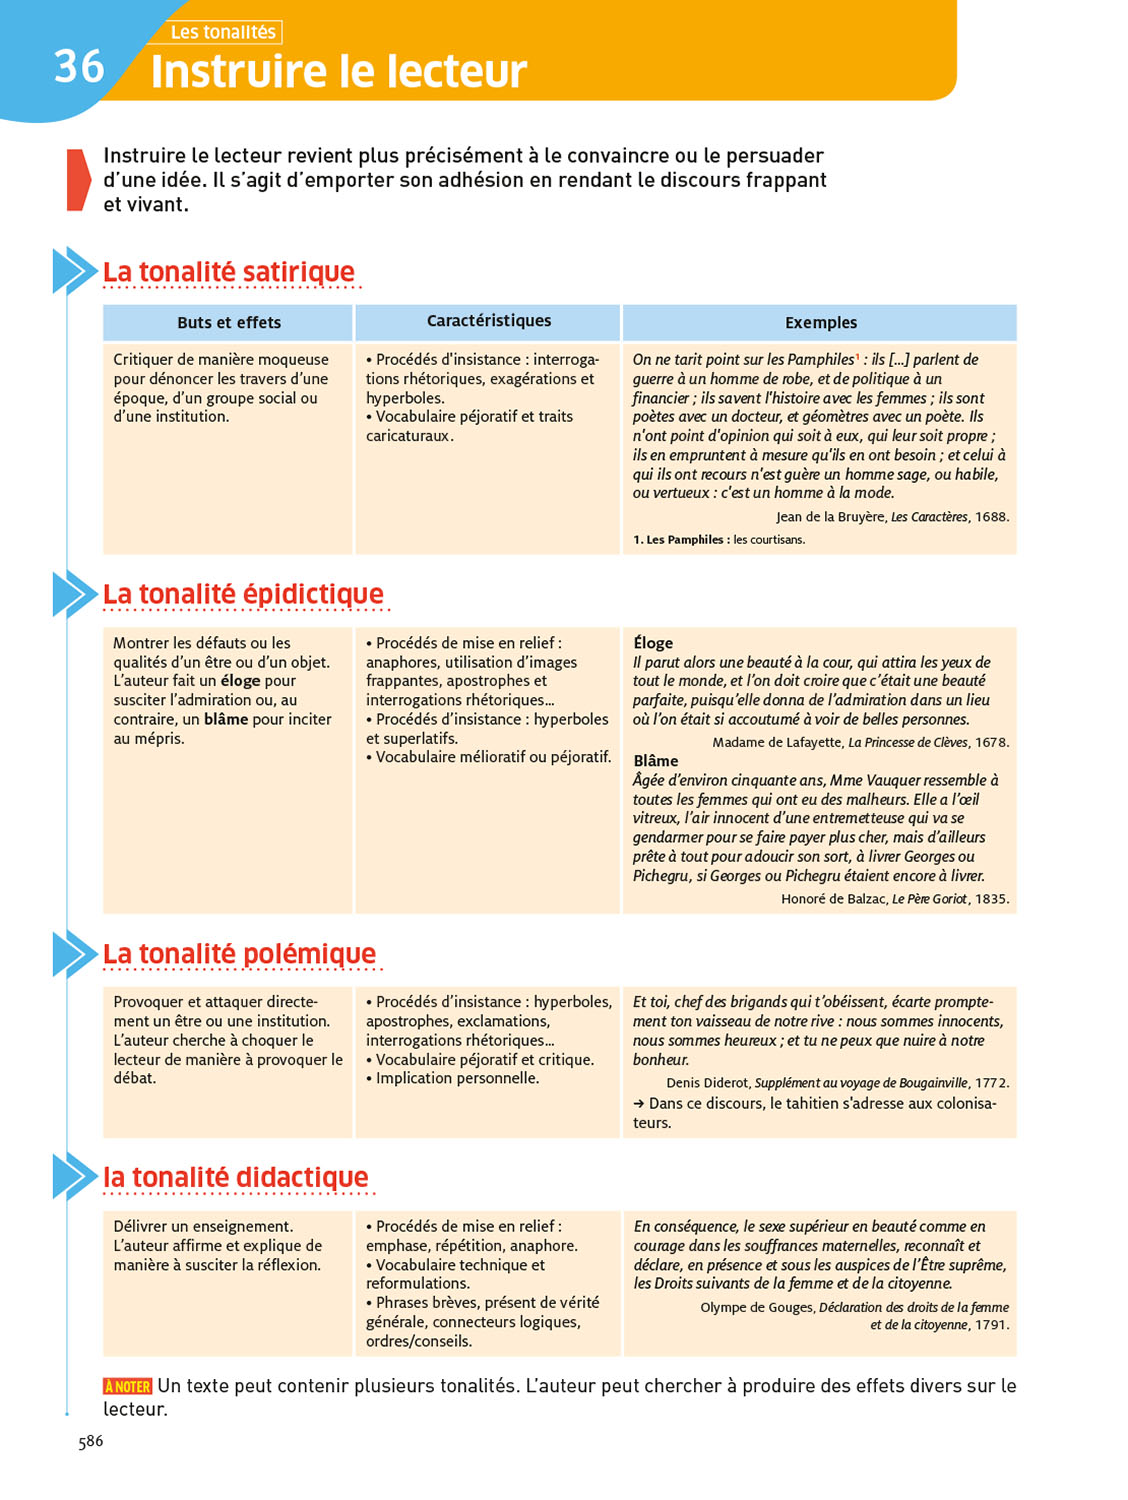 Les tonalités
36
Instruire le lecteur
Instruire le lecteur revient plus précisément à le convaincre ou le persuader
d’une idée. Il s’agit d’emporter son adhésion en rendant le discours frappant
et vivant.
La tonalité satirique
Buts et effets
Caractéristiques
Exemples
Critiquer de manière moqueuse
pour dénoncer les travers d’une
époque, d’un groupe social ou
d’une institution.
• Procédés d'insistance : interroga-
tions rhétoriques, exagérations et
hyperboles.
• Vocabulaire péjoratif et traits
caricaturaux.
On ne tarit point sur les Pamphiles¹ : ils [...] parlent de
guerre à un homme de robe, et de politique à un
financier ; ils savent l'histoire avec les femmes ; ils sont
poètes avec un docteur, et géomètres avec un poète. Ils
n'ont point d'opinion qui soit à eux, qui leur soit propre ;
ils en empruntent à mesure qu'ils en ont besoin ; et celui à
qui ils ont recours n'est guère un homme sage, ou habile,
ou vertueux : c'est un homme à la mode.
Jean de la Bruyère, Les Caractères, 1688.
1. Les Pamphiles : les courtisans.
La tonalité épidictique
Montrer les défauts ou les
qualités d’un être ou d’un objet.
L’auteur fait un éloge pour
susciter l’admiration ou, au
contraire, un blâme pour inciter
au mépris.
• Procédés de mise en relief :
anaphores, utilisation d’images
frappantes, apostrophes et
interrogations rhétoriques...
• Procédés d’insistance : hyperboles
et superlatifs.
• Vocabulaire mélioratif ou péjoratif.
Éloge
Il parut alors une beauté à la cour, qui attira les yeux de
tout le monde, et l’on doit croire que c’était une beauté
parfaite, puisqu’elle donna de l’admiration dans un lieu
où l’on était si accoutumé à voir de belles personnes.
Madame de Lafayette, La Princesse de Clèves, 1678.
Blâme
Âgée d’environ cinquante ans, Mme Vauquer ressemble à
toutes les femmes qui ont eu des malheurs. Elle a l’œil
vitreux, l’air innocent d’une entremetteuse qui va se
gendarmer pour se faire payer plus cher, mais d’ailleurs
prête à tout pour adoucir son sort, à livrer Georges ou
Pichegru, si Georges ou Pichegru étaient encore à livrer.
Honoré de Balzac, Le Père Goriot, 1835.
La tonalité polémique
Provoquer et attaquer directe-
ment un être ou une institution.
L’auteur cherche à choquer le
lecteur de manière à provoquer le
débat.
• Procédés d’insistance : hyperboles,
apostrophes, exclamations,
interrogations rhétoriques...
• Vocabulaire péjoratif et critique.
• Implication personnelle.
Et toi, chef des brigands qui t’obéissent, écarte prompte-
ment ton vaisseau de notre rive : nous sommes innocents,
nous sommes heureux ; et tu ne peux que nuire à notre
bonheur.
Denis Diderot, Supplément au voyage de Bougainville, 1772.
→ Dans ce discours, le tahitien s'adresse aux colonisa-
teurs.
la tonalité didactique
Délivrer un enseignement.
L’auteur affirme et explique de
manière à susciter la réflexion.
• Procédés de mise en relief :
emphase, répétition, anaphore.
• Vocabulaire technique et
reformulations.
• Phrases brèves, présent de vérité
générale, connecteurs logiques,
ordres/conseils.
En conséquence, le sexe supérieur en beauté comme en
courage dans les souffrances maternelles, reconnaît et
déclare, en présence et sous les auspices de l’Être suprême,
les Droits suivants de la femme et de la citoyenne.
Olympe de Gouges, Déclaration des droits de la femme
et de la citoyenne, 1791.
À NOTER Un texte peut contenir plusieurs tonalités. L’auteur peut chercher à produire des effets divers sur le
lecteur.
586